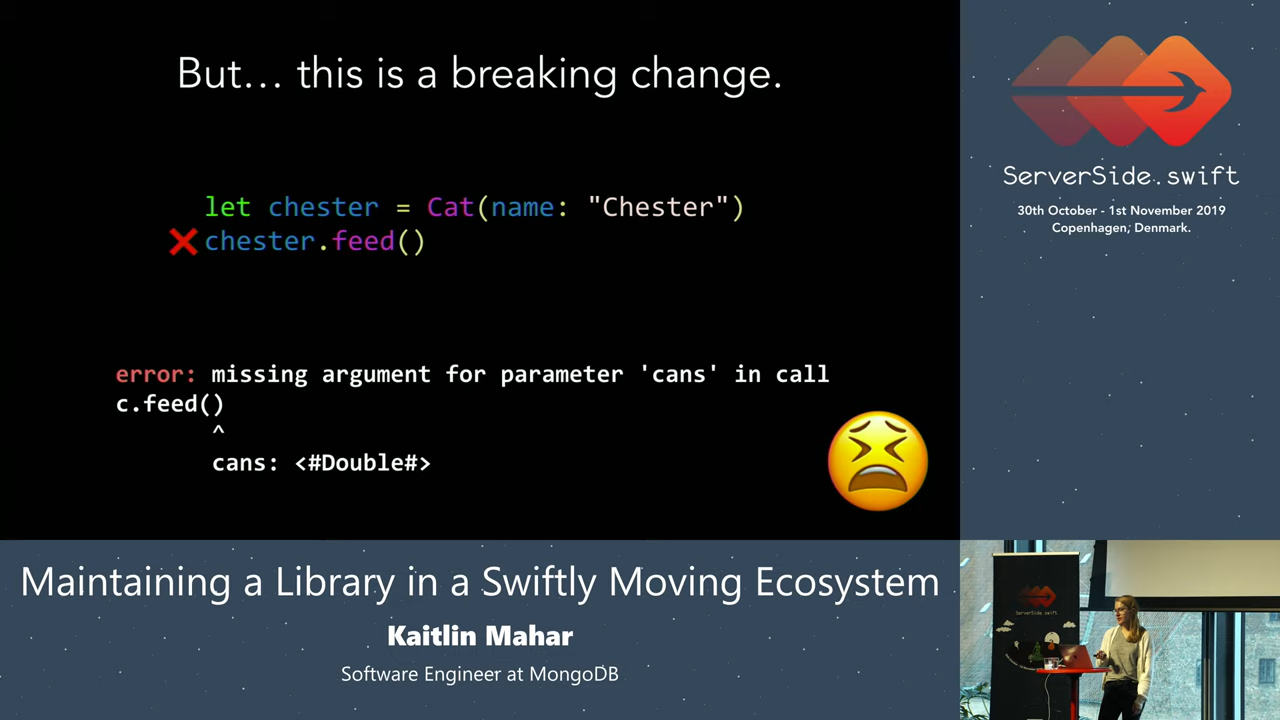 But... this is a breaking change.
let chester = Cat(name: "Chester")
❌chester.feed()
error: missing argument for parameter 'cans' in call
c.feed()
^
cans: <#Double#>
ServerSide.swift
30th October - 1st November 2019
Copenhagen, Denmark.
Maintaining a Library in a Swiftly Moving Ecosystem
Kaitlin Mahar
Software Engineer at MongoDB
ServerSide.swift